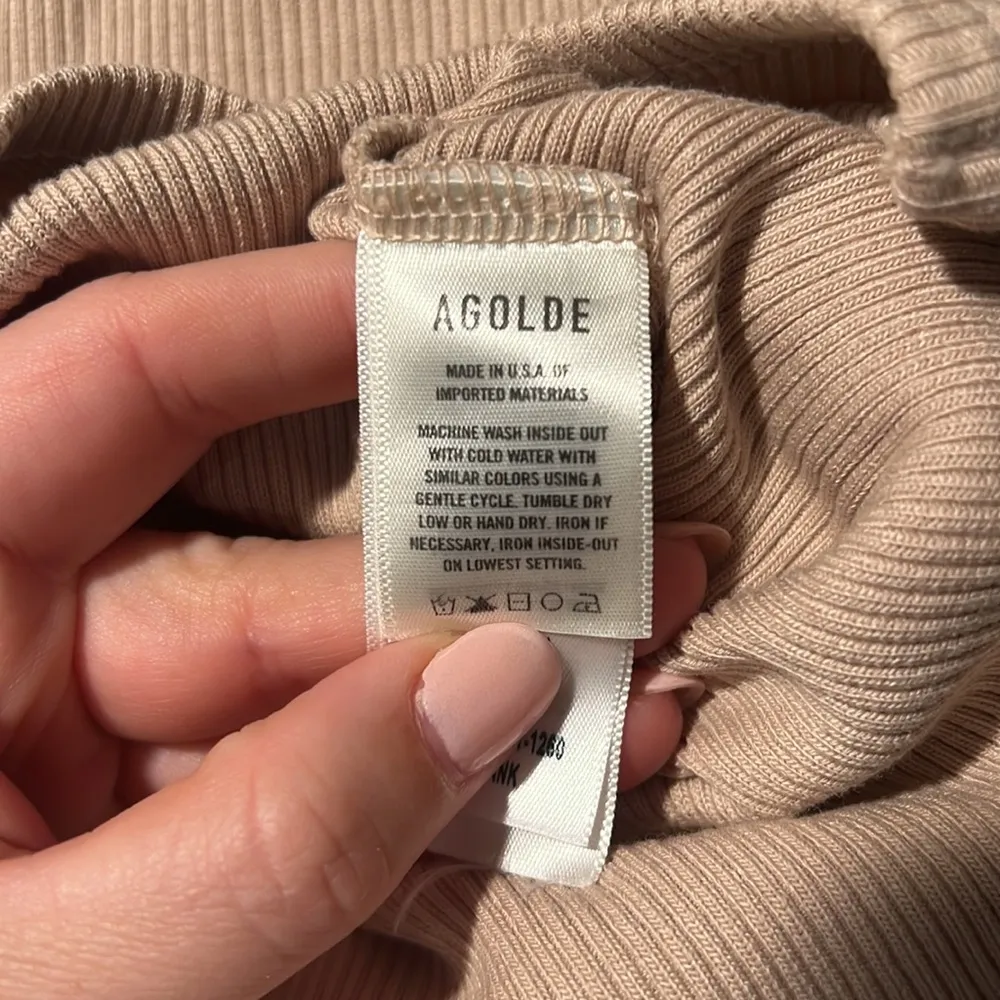 AGOLDE
MADE IN U.S.A. OF
IMPORTED MATERIALS
MACHINE WASH INSIDE OUT
WITH COLD WATER WITH
SIMILAR COLORS USING A
GENTLE CYCLE. TUMBLE DRY
LOW OR HAND DRY. IRON IF
NECESSARY, IRON INSIDE-OUT
ON LOWEST SETTING.
-1260